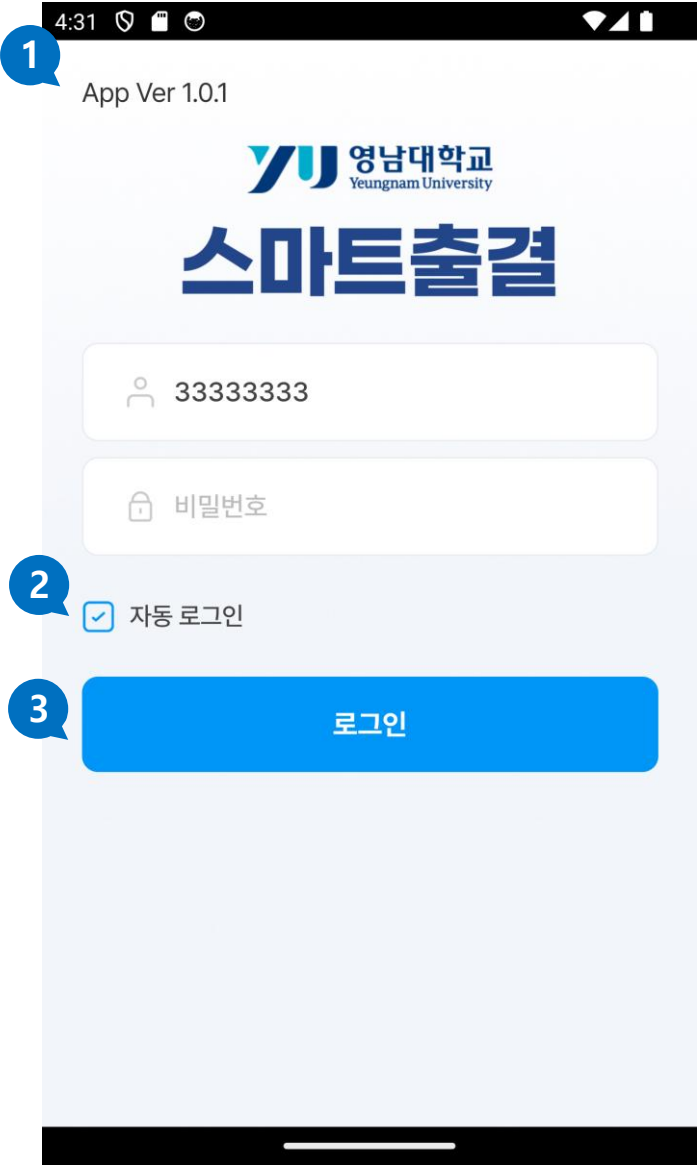 4:31
1
App Ver 1.0.1
YU 영남대학교
Yeungnam University
스마트출결
33333333
비밀번호
2
자동 로그인
3
로그인